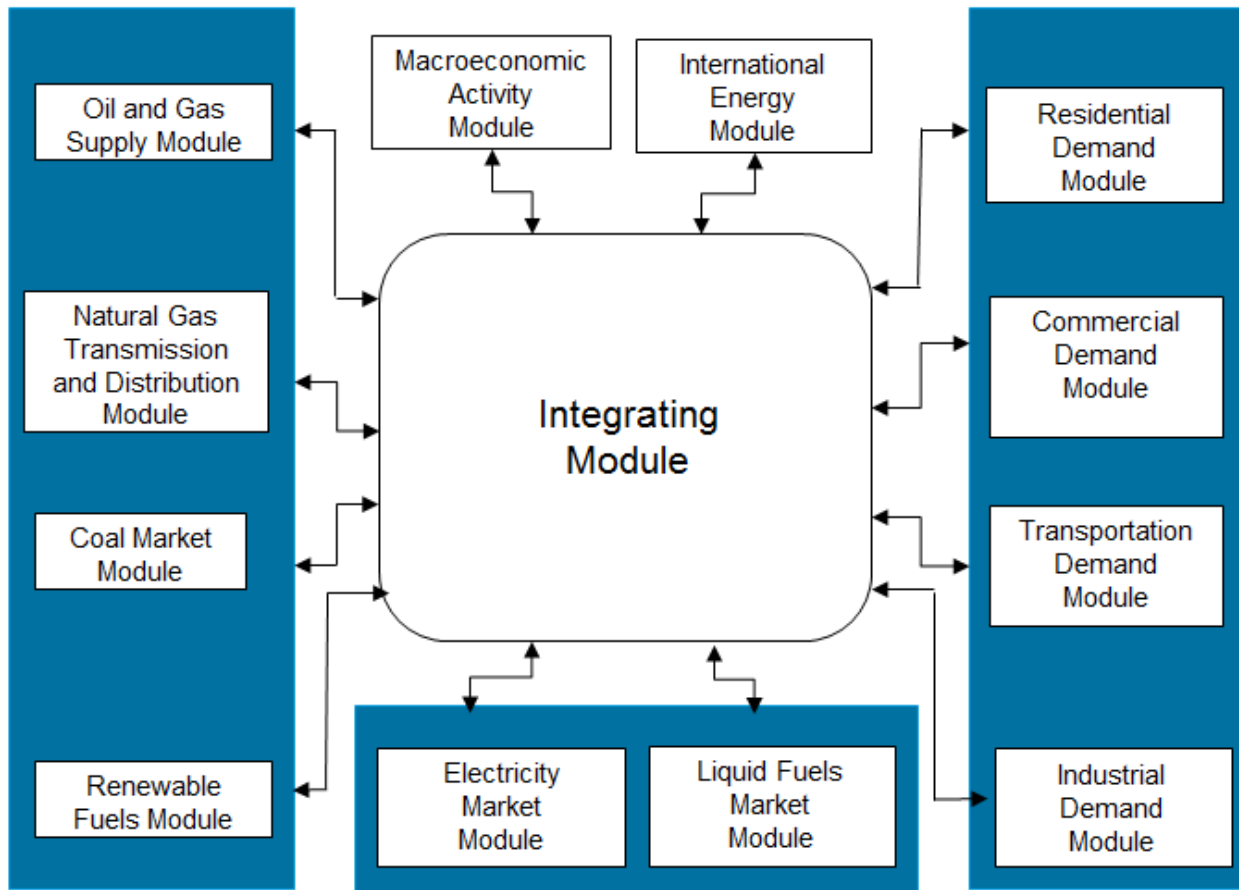 Oil and Gas
Supply Module
Natural Gas
Transmission
and Distribution
Module
Coal Market
Module
Renewable
Fuels Module
Macroeconomic
Activity
Module
International
Energy
Module
Integrating
Module
Electricity
Market
Module
Liquid Fuels
Market
Module
Residential
Demand
Module
Commercial
Demand
Module
Transportation
Demand
Module
Industrial
Demand
Module